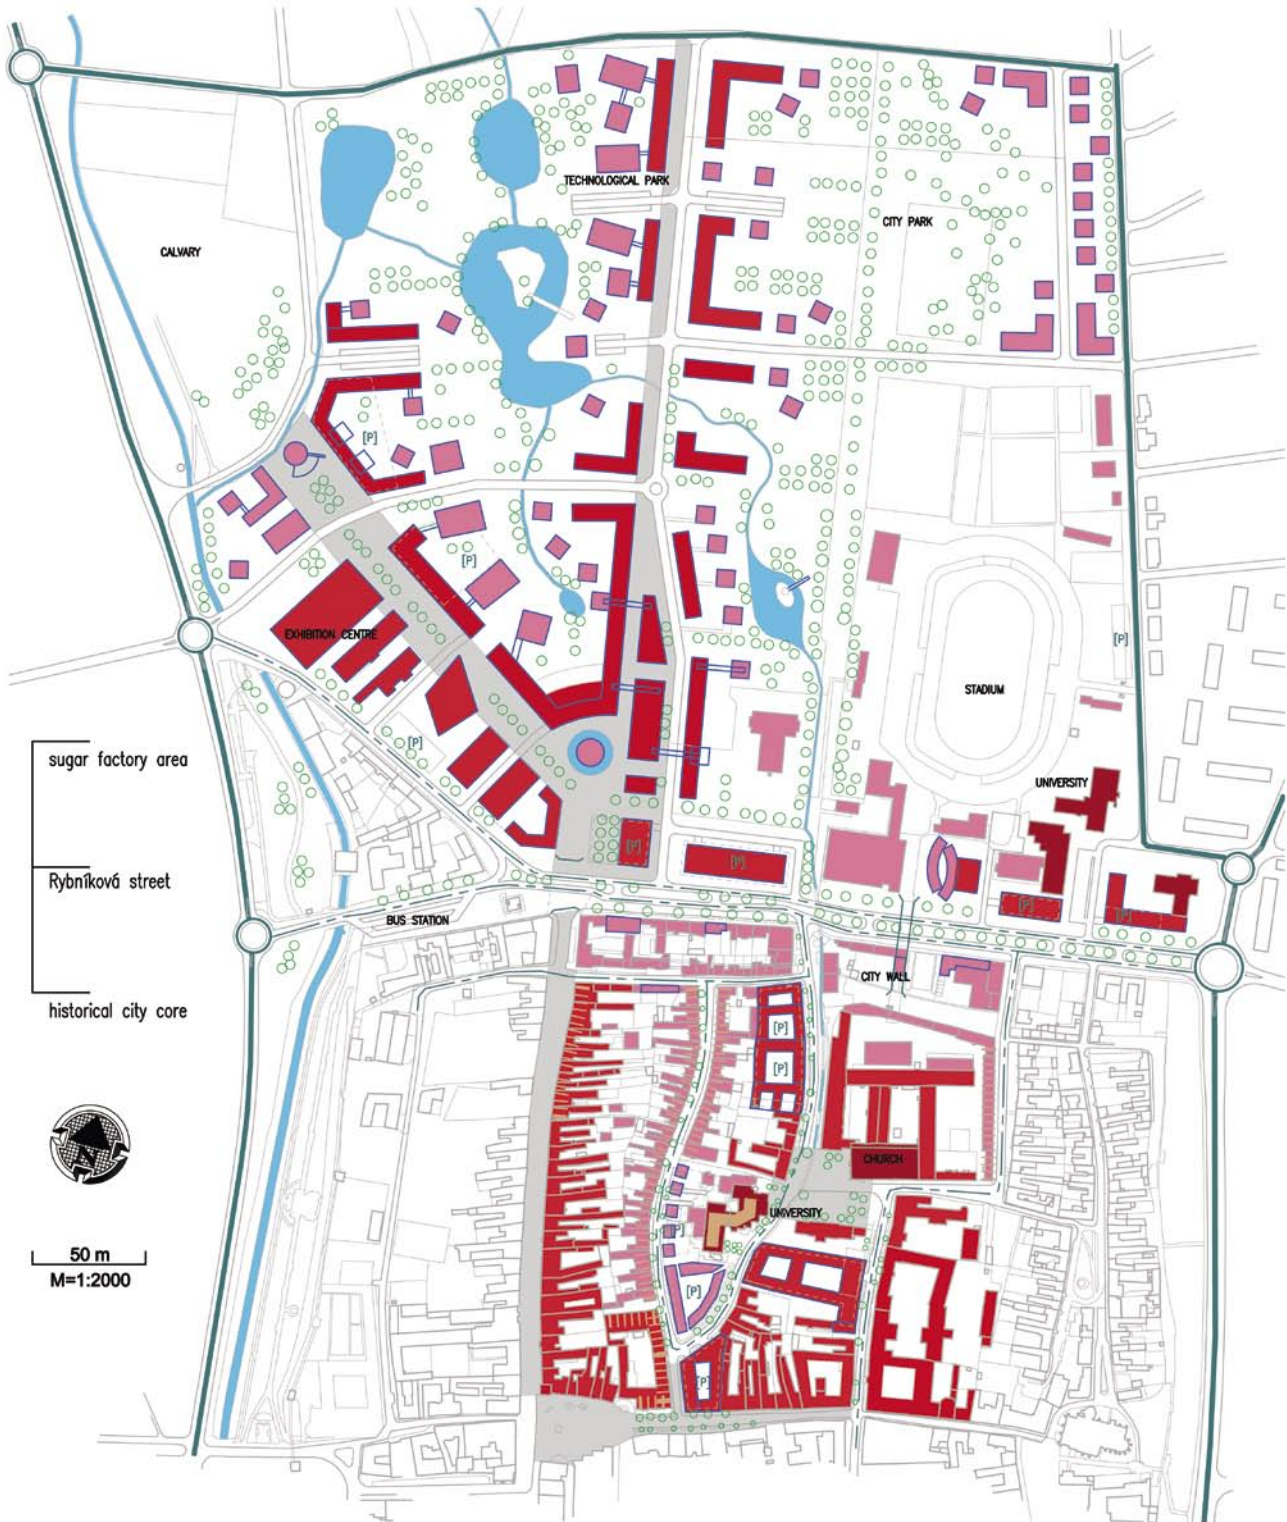 TECHNOLOGICAL PARK
CITY PARK
CALVARY
[P]
[P]
EXHIBITION CENTRE
[P]
STADIUM
[P]
sugar factory area
UNIVERSITY
[P]
[P]
Rybníková street
[P]
[P]
BUS STATION
CITY WALL
historical city core
[P]
[P]
CHURCH
UNIVERSITY
[P]
50 m
M=1:2000
[P]
[P]